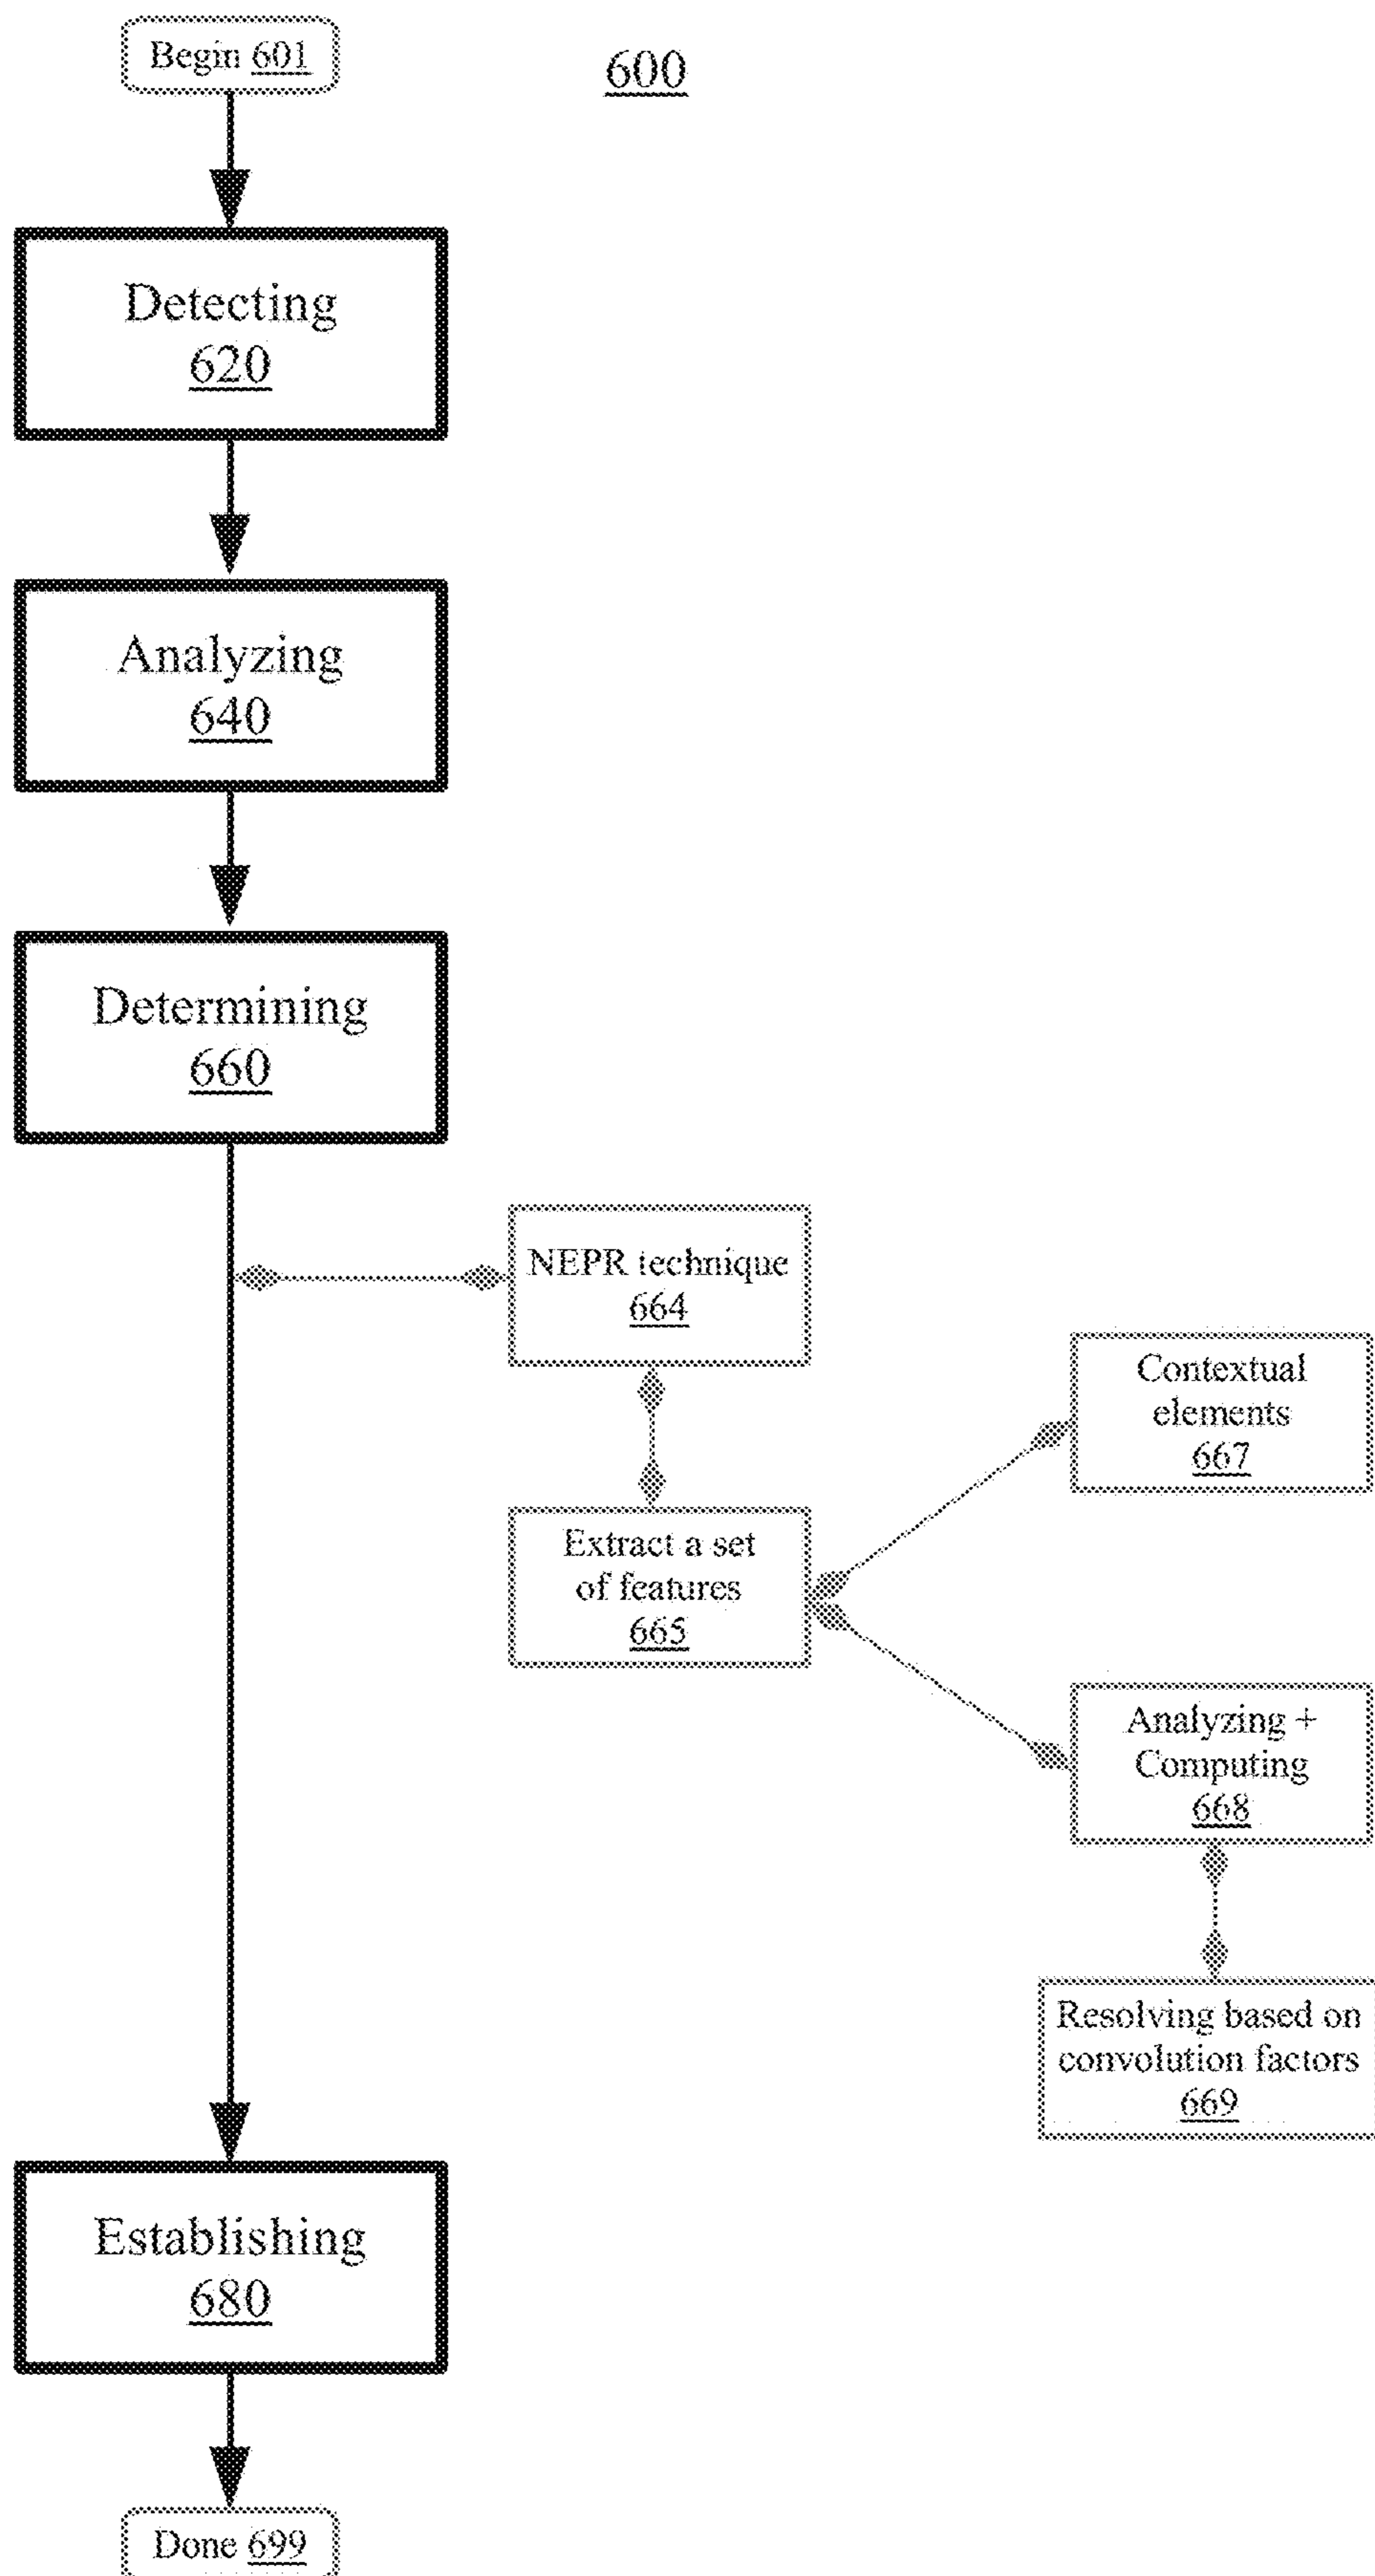 Begin 601
600
Detecting
620
Analyzing
640
Determining
660
NEPR technique
664
Contextual
elements
667
Extract a set
of features
665
Analyzing +
Computing
668
Resolving based on
convolution factors
669
Establishing
680
Done 699